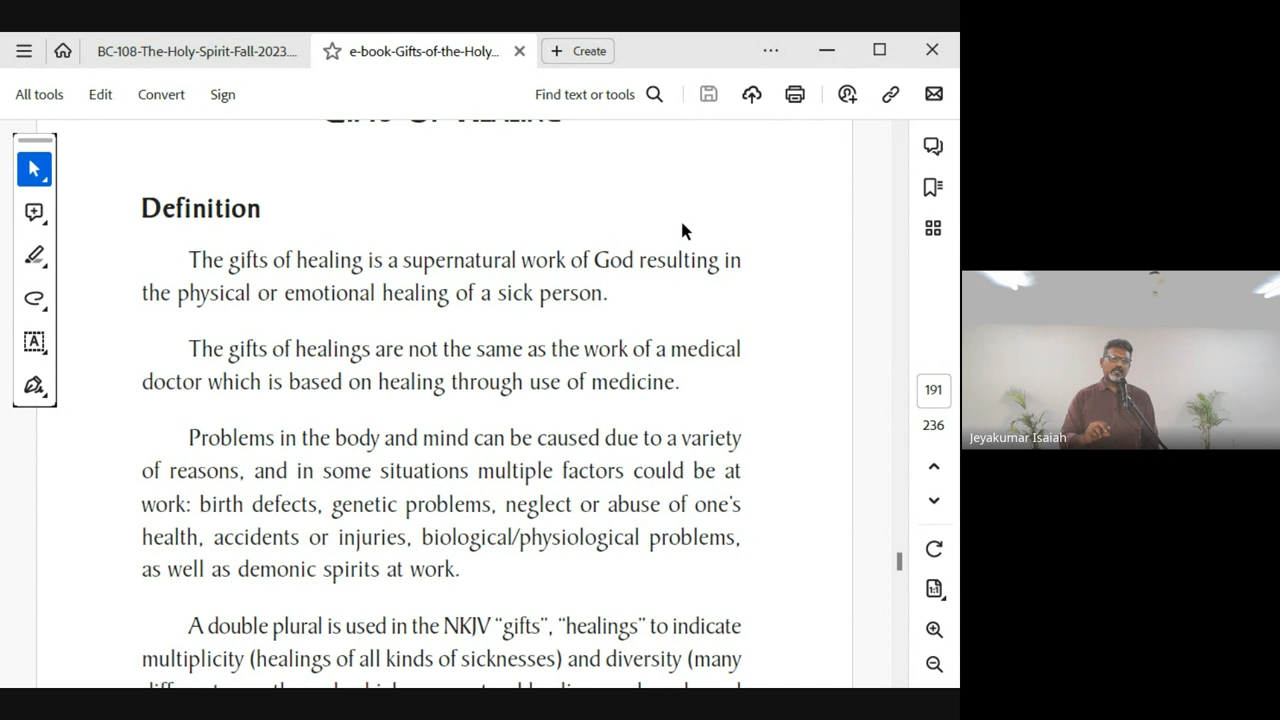 BC-108-The-Holy-Spirit-Fall-2023....
e-book-Gifts-of-the-Holy...
Create
All tools
Edit
Convert
Sign
Find text or tools
Definition
The gifts of healing is a supernatural work of God resulting in
the physical or emotional healing of a sick person.
The gifts of healings are not the same as the work of a medical
doctor which is based on healing through use of medicine.
Problems in the body and mind can be caused due to a variety
of reasons, and in some situations multiple factors could be at
work: birth defects, genetic problems, neglect or abuse of one's
health, accidents or injuries, biological/physiological problems,
as well as demonic spirits at work.
A double plural is used in the NKJV "gifts", "healings" to indicate
multiplicity (healings of all kinds of sicknesses) and diversity (many
191
236
1:1
Jeyakumar Isaiah